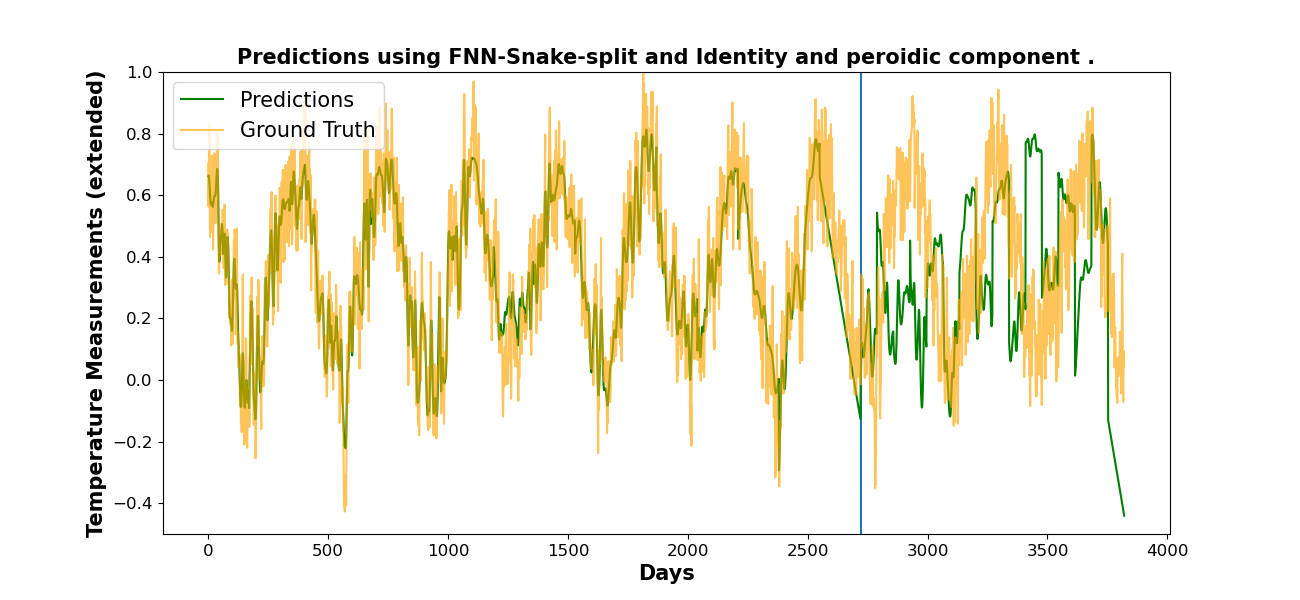 Predictions using FNN-Snake-split and Identity and peroidic component .
Temperature Measurements (extended)
1.0
0.8
0.6
0.4
0.2
0.0
−0.2
−0.4
Predictions
Ground Truth
0 500 1000 1500 2000 2500 3000 3500 4000
Days